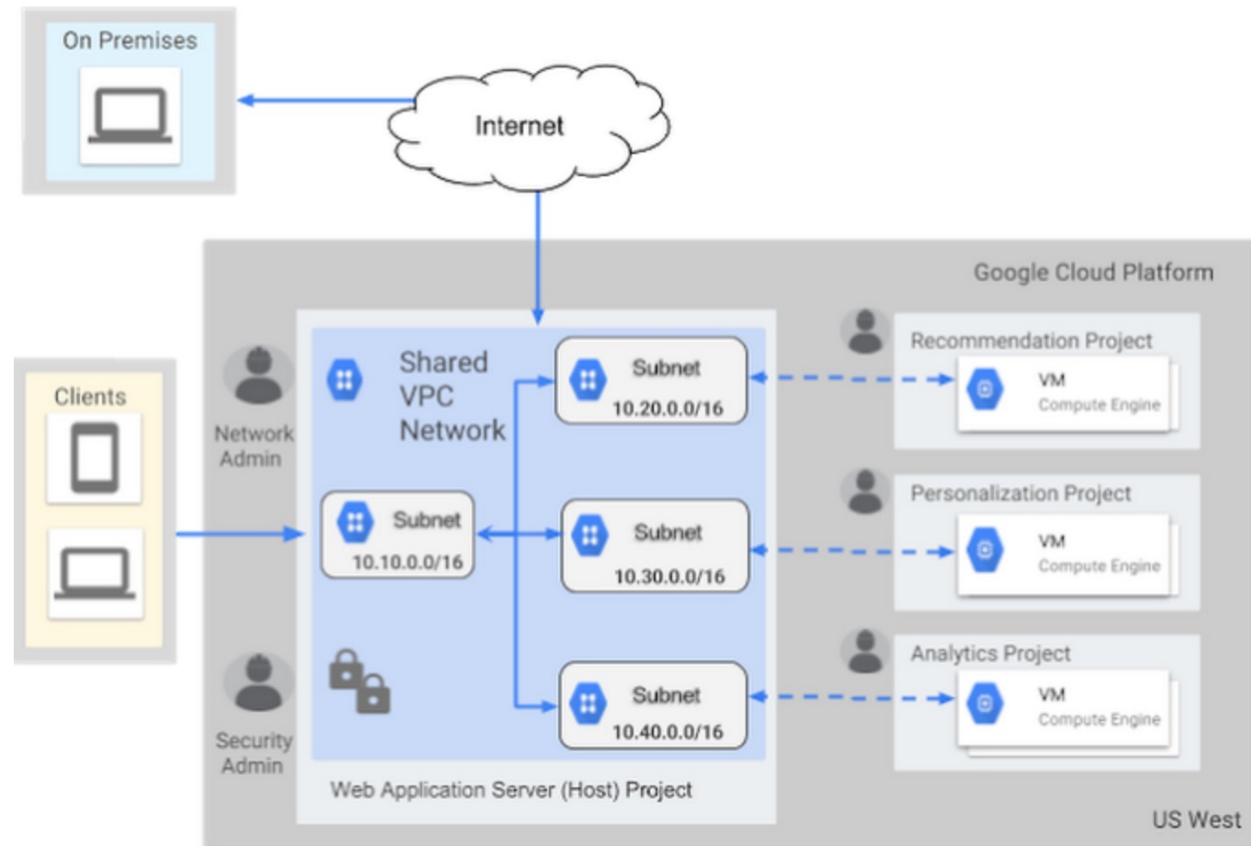 On Premises
Internet
Google Cloud Platform
Clients
Network
Admin
Security
Admin
Shared
VPC
Network
Subnet
10.10.0.0/16
Subnet
10.20.0.0/16
Subnet
10.30.0.0/16
Subnet
10.40.0.0/16
Web Application Server (Host) Project
Recommendation Project
VM
Compute Engine
Personalization Project
VM
Compute Engine
Analytics Project
VM
Compute Engine
US West